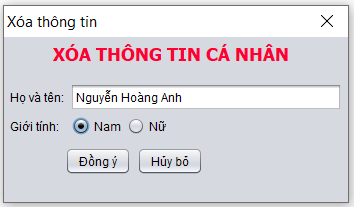 Xóa thông tin
XÓA THÔNG TIN CÁ NHÂN
Họ và tên: Nguyễn Hoàng Anh
Giới tính: Nam Nữ
Đồng ý Hủy bỏ